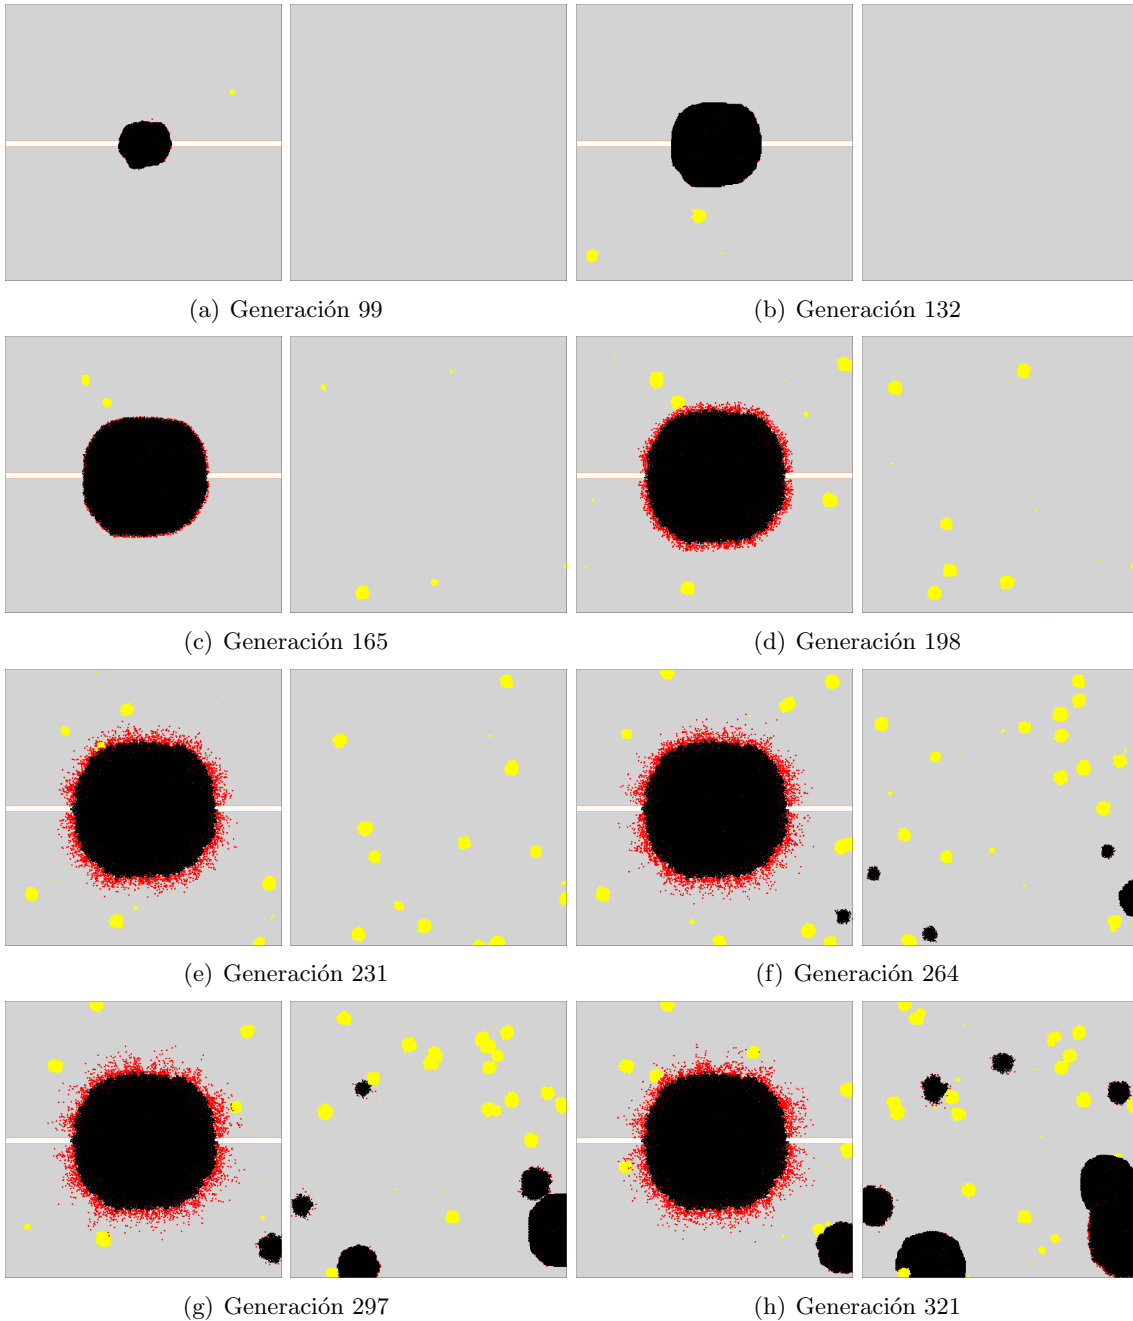 (a) Generación 99
(b) Generación 132
(c) Generación 165
(d) Generación 198
(e) Generación 231
(f) Generación 264
(g) Generación 297
(h) Generación 321